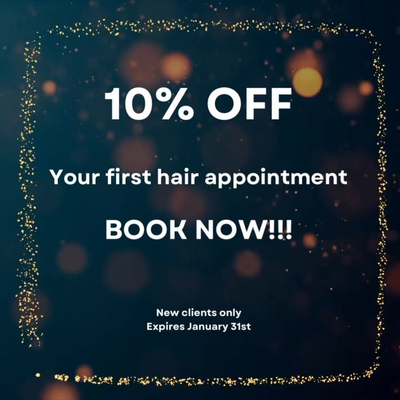 10% OFF
Your first hair appointment
BOOK NOW!!!
New clients only
Expires January 31st